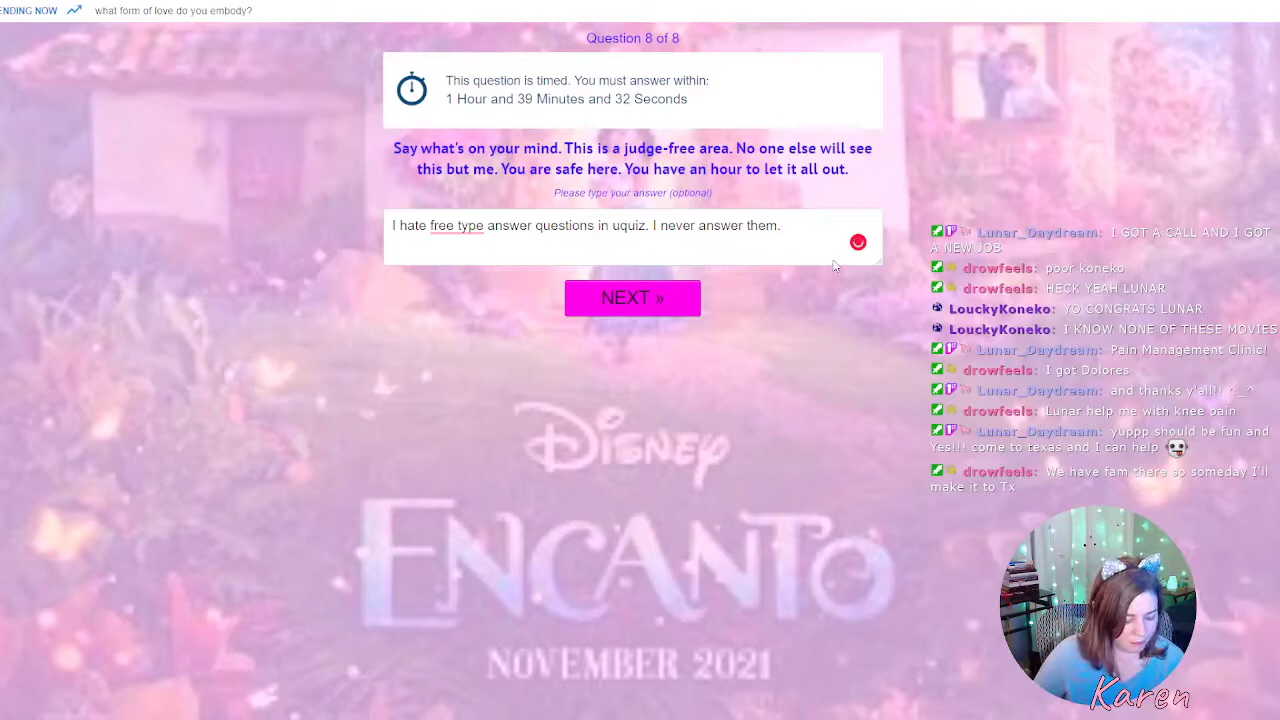 ENDING NOW what form of love do you embody?
Question 8 of 8
This question is timed. You must answer within:
1 Hour and 39 Minutes and 32 Seconds
Say what's on your mind. This is a judge-free area. No one else will see
this but me. You are safe here. You have an hour to let it all out.
Please type your answer (optional)
I hate free type answer questions in uquiz. I never answer them.
NEXT »
Lunar_Daydream: I GOT A CALL AND I GOT
A NEW JOB
drowfeels: poor koneko
drowfeels: HECK YEAH LUNAR
LouckyKoneko: YO CONGRATS LUNAR
LouckyKoneko: I KNOW NONE OF THESE MOVIES
Lunar_Daydream: Pain Management Clinic!
drowfeels: I got Dolores
Lunar_Daydream: and thanks y'all!! ^_^
drowfeels: Lunar help me with knee pain
Lunar_Daydream: yuppp should be fun and
Yes!!! come to texas and I can help
drowfeels: We have fam there so someday I'll
make it to Tx
DISNEY
ENCANTO
NOVEMBER 2021
Karen